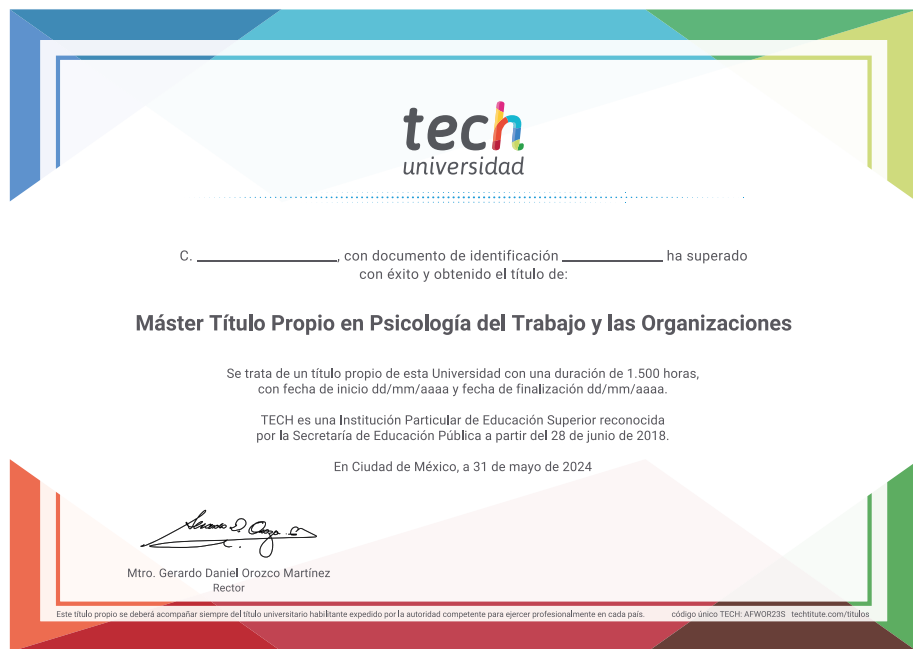 tech
universidad
C. ____________, con documento de identificación ____________ ha superado
con éxito y obtenido el título de:
Máster Título Propio en Psicología del Trabajo y las Organizaciones
Se trata de un título propio de esta Universidad con una duración de 1.500 horas,
con fecha de inicio dd/mm/aaaa y fecha de finalización dd/mm/aaaa.
TECH es una Institución Particular de Educación Superior reconocida
por la Secretaría de Educación Pública a partir del 28 de junio de 2018.
En Ciudad de México, a 31 de mayo de 2024
Mtro. Gerardo Daniel Orozco Martínez
Rector
Este título propio se deberá acompañar siempre del título universitario habilitante expedido por la autoridad competente para ejercer profesionalmente en cada país. código único TECH: AFWOR23S techtitute.com/titulos